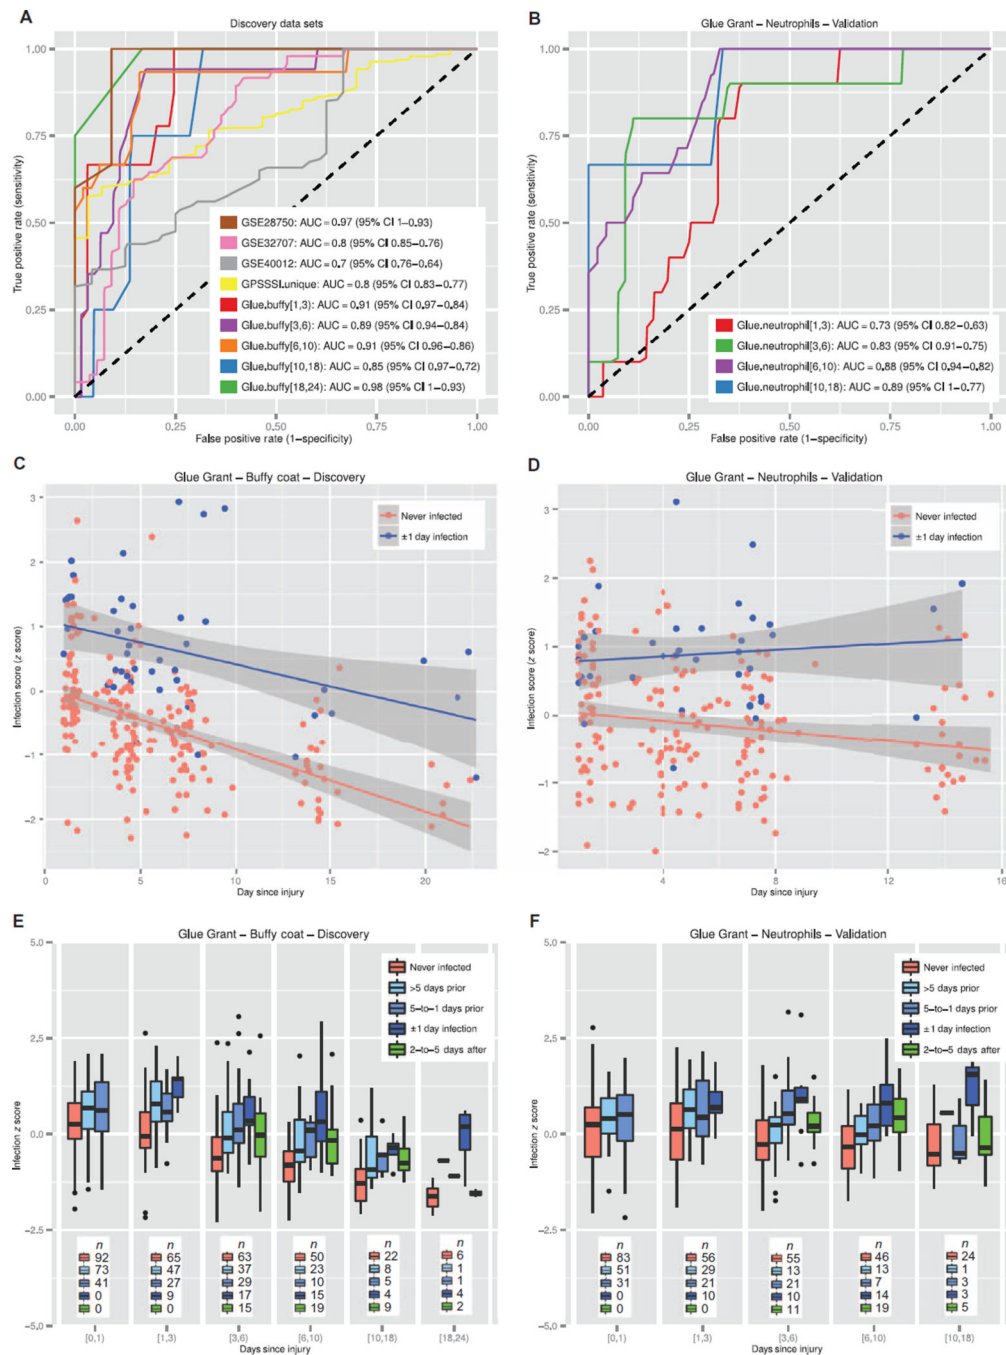 A
Discovery data sets
1.00
0.75
0.50
0.25
0.00
True positive rate (sensitivity)
GSE28750: AUC = 0.97 (95% CI 1–0.93)
GSE32707: AUC = 0.8 (95% CI 0.85–0.76)
GSE40012: AUC = 0.7 (95% CI 0.76–0.64)
GPSSSI.unique: AUC = 0.8 (95% CI 0.83–0.77)
Glue.buffy[1,3): AUC = 0.91 (95% CI 0.97–0.84)
Glue.buffy[3,6): AUC = 0.89 (95% CI 0.94–0.84)
Glue.buffy[6,10): AUC = 0.91 (95% CI 0.96–0.86)
Glue.buffy[10,18): AUC = 0.85 (95% CI 0.97–0.72)
Glue.buffy[18,24): AUC = 0.98 (95% CI 1–0.93)
0.00 0.25 0.50 0.75 1.00
False positive rate (1–specificity)
B
Glue Grant – Neutrophils – Validation
1.00
0.75
0.50
0.25
0.00
True positive rate (sensitivity)
Glue.neutrophil[1,3): AUC = 0.73 (95% CI 0.82–0.63)
Glue.neutrophil[3,6): AUC = 0.83 (95% CI 0.91–0.75)
Glue.neutrophil[6,10): AUC = 0.88 (95% CI 0.94–0.82)
Glue.neutrophil[10,18): AUC = 0.89 (95% CI 1–0.77)
0.00 0.25 0.50 0.75 1.00
False positive rate (1–specificity)
C
Glue Grant – Buffy coat – Discovery
3
2
1
0
–1
–2
Infection score (z score)
Never infected
±1 day infection
0 5 10 15 20
Day since injury
D
Glue Grant – Neutrophils – Validation
3
2
1
0
–1
–2
Infection score (z score)
Never infected
±1 day infection
4 8 12 16
Day since injury
E
Glue Grant – Buffy coat – Discovery
5.0
2.5
0.0
–2.5
–5.0
Infection z score
Never infected
>5 days prior
5–to–1 days prior
±1 day infection
2–to–5 days after
n n n n n n
92 65 63 50 22 6
73 47 37 23 8 1
41 27 29 10 5 1
0 9 17 15 4 4
0 0 15 19 9 2
[0,1) [1,3) [3,6) [6,10) [10,18) [18,24)
Days since injury
F
Glue Grant – Neutrophils – Validation
5.0
2.5
0.0
–2.5
–5.0
Infection z score
Never infected
>5 days prior
5–to–1 days prior
±1 day infection
2–to–5 days after
n n n n n
83 56 55 46 24
51 29 13 13 1
31 21 21 7 3
0 10 10 14 3
0 0 11 19 5
[0,1) [1,3) [3,6) [6,10) [10,18)
Days since injury